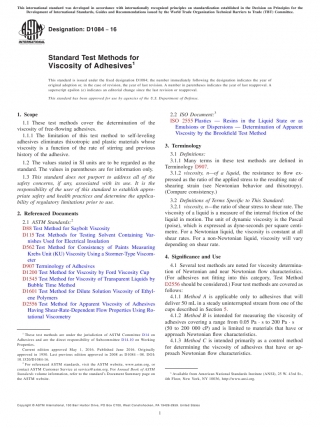 This international standard was developed in accordance with internationally recognized principles on standardization established in the Decision on Principles for the
Development of International Standards, Guides and Recommendations issued by the World Trade Organization Technical Barriers to Trade (TBT) Committee.
Designation: D1084 − 16
INTERNATIONAL
Standard Test Methods for
Viscosity of Adhesives1
This standard is issued under the fixed designation D1084; the number immediately following the designation indicates the year of
original adoption or, in the case of revision, the year of last revision. A number in parentheses indicates the year of last reapproval. A
superscript epsilon (ε) indicates an editorial change since the last revision or reapproval.
This standard has been approved for use by agencies of the U.S. Department of Defense.
1. Scope
1.1 These test methods cover the determination of the
viscosity of free-flowing adhesives.
1.1.1 The limitation of this test method to self-leveling
adhesives eliminates thixotropic and plastic materials whose
viscosity is a function of the rate of stirring and previous
history of the adhesive.
1.2 The values stated in SI units are to be regarded as the
standard. The values in parentheses are for information only.
1.3 This standard does not purport to address all of the
safety concerns, if any, associated with its use. It is the
responsibility of the user of this standard to establish appro-
priate safety and health practices and determine the applica-
bility of regulatory limitations prior to use.
2. Referenced Documents
2.1 ASTM Standards:2
D88 Test Method for Saybolt Viscosity
D115 Test Methods for Testing Solvent Containing Var-
nishes Used for Electrical Insulation
D562 Test Method for Consistency of Paints Measuring
Krebs Unit (KU) Viscosity Using a Stormer-Type Viscom-
eter
D907 Terminology of Adhesives
D1200 Test Method for Viscosity by Ford Viscosity Cup
D1545 Test Method for Viscosity of Transparent Liquids by
Bubble Time Method
D1601 Test Method for Dilute Solution Viscosity of Ethyl-
ene Polymers
D2556 Test Method for Apparent Viscosity of Adhesives
Having Shear-Rate-Dependent Flow Properties Using Ro-
tational Viscometry
1 These test methods are under the jurisdiction of ASTM Committee D14 on
Adhesives and are the direct responsibility of Subcommittee D14.10 on Working
Properties.
Current edition approved May 1, 2016. Published June 2016. Originally
approved in 1950. Last previous edition approved in 2008 as D1084 – 08.
2 For referenced ASTM standards, visit the ASTM website, www.astm.org, or
contact ASTM Customer Service at service@astm.org. For Annual Book of ASTM
Standards volume information, refer to the standard's Document Summary page on
the ASTM website.
2.2 ISO Document:3
ISO 2555 Plastics — Resins in the Liquid State or as
Emulsions or Dispersions — Determination of Apparent
Viscosity by the Brookfield Test Method
3. Terminology
3.1 Definitions:
3.1.1 Many terms in these test methods are defined in
Terminology D907.
3.1.2 viscosity, n—of a liquid, the resistance to flow ex-
pressed as the ratio of the applied stress to the resulting rate of
shearing strain (see Newtonian behavior and thixotropy).
(Compare consistency.)
3.2 Definitions of Terms Specific to This Standard:
3.2.1 viscosity, n—the ratio of shear stress to shear rate. The
viscosity of a liquid is a measure of the internal friction of the
liquid in motion. The unit of dynamic viscosity is the Pascal
(poise), which is expressed as dyne-seconds per square centi-
metre. For a Newtonian liquid, the viscosity is constant at all
shear rates. For a non-Newtonian liquid, viscosity will vary
depending on shear rate.
4. Significance and Use
4.1 Several test methods are noted for viscosity determina-
tion of Newtonian and near Newtonian flow characteristics.
(For adhesives not fitting into this category, Test Method
D2556 should be considered.) Four test methods are covered as
follows:
4.1.1 Method A is applicable only to adhesives that will
deliver 50 mL in a steady uninterrupted stream from one of the
cups described in Section 5.
4.1.2 Method B is intended for measuring the viscosity of
adhesives covering a range from 0.05 Pa · s to 200 Pa · s
(50 to 200 000 cP) and is limited to materials that have or
approach Newtonian flow characteristics.
4.1.3 Method C is intended primarily as a control method
for determining the viscosity of adhesives that have or ap-
proach Newtonian flow characteristics.
3 Available from American National Standards Institute (ANSI), 25 W. 43rd St.,
4th Floor, New York, NY 10036, http://www.ansi.org.
Copyright © ASTM International, 100 Barr Harbor Drive, PO Box C700, West Conshohocken, PA 19428-2959. United States
1